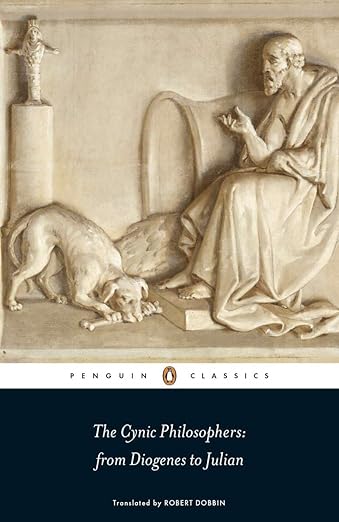 PENGUIN CLASSICS
The Cynic Philosophers:
from Diogenes to Julian
Translated by ROBERT DOBBIN